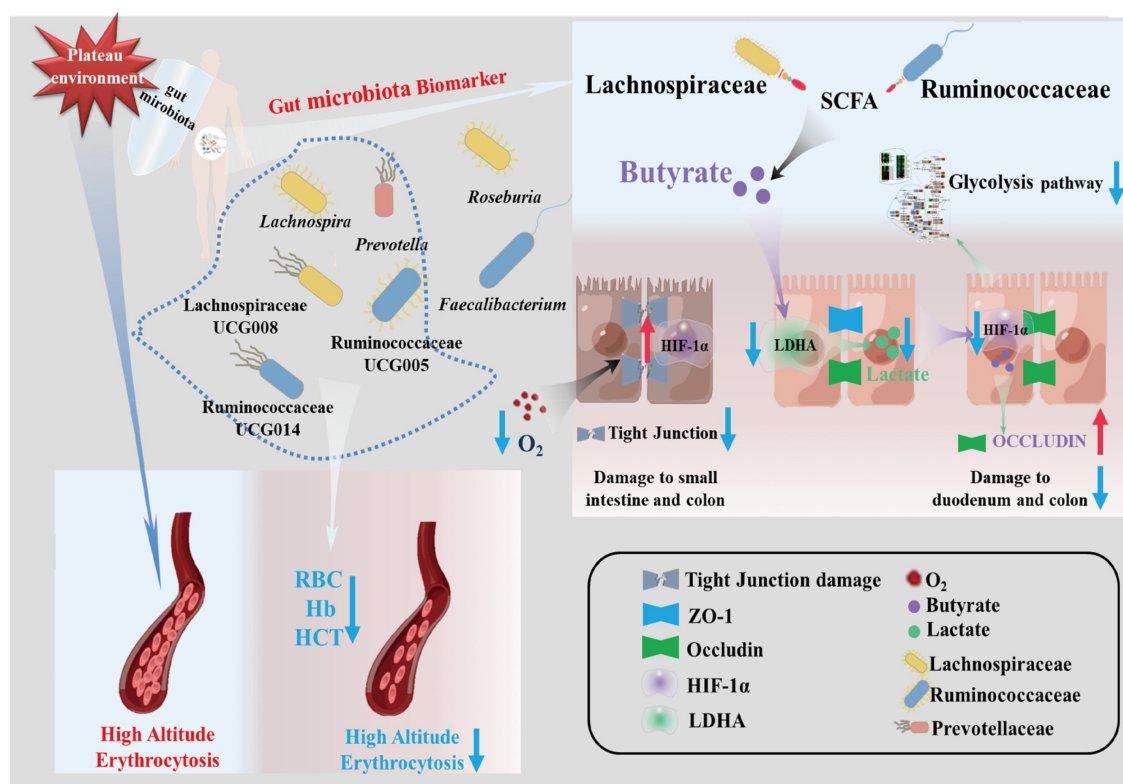 Plateau
environment
gut
mirobiota
Gut microbiota Biomarker
Lachnospira
Prevotella
Roseburia
Lachnospiraceae
UCG008
Ruminococcaceae
UCG005
Faecalibacterium
Ruminococcaceae
UCG014
O2
Lachnospiraceae
SCFA
Ruminococcaceae
Butyrate
Glycolysis pathway
HIF-1α
LDHA
Lactate
HIF-1α
Tight Junction
OCCLUDIN
Damage to small
intestine and colon
Damage to
duodenum and colon
RBC
Hb
HCT
High Altitude
Erythrocytosis
High Altitude
Erythrocytosis
Tight Junction damage
ZO-1
Occludin
HIF-1α
LDHA
O2
Butyrate
Lactate
Lachnospiraceae
Ruminococcaceae
Prevotellaceae